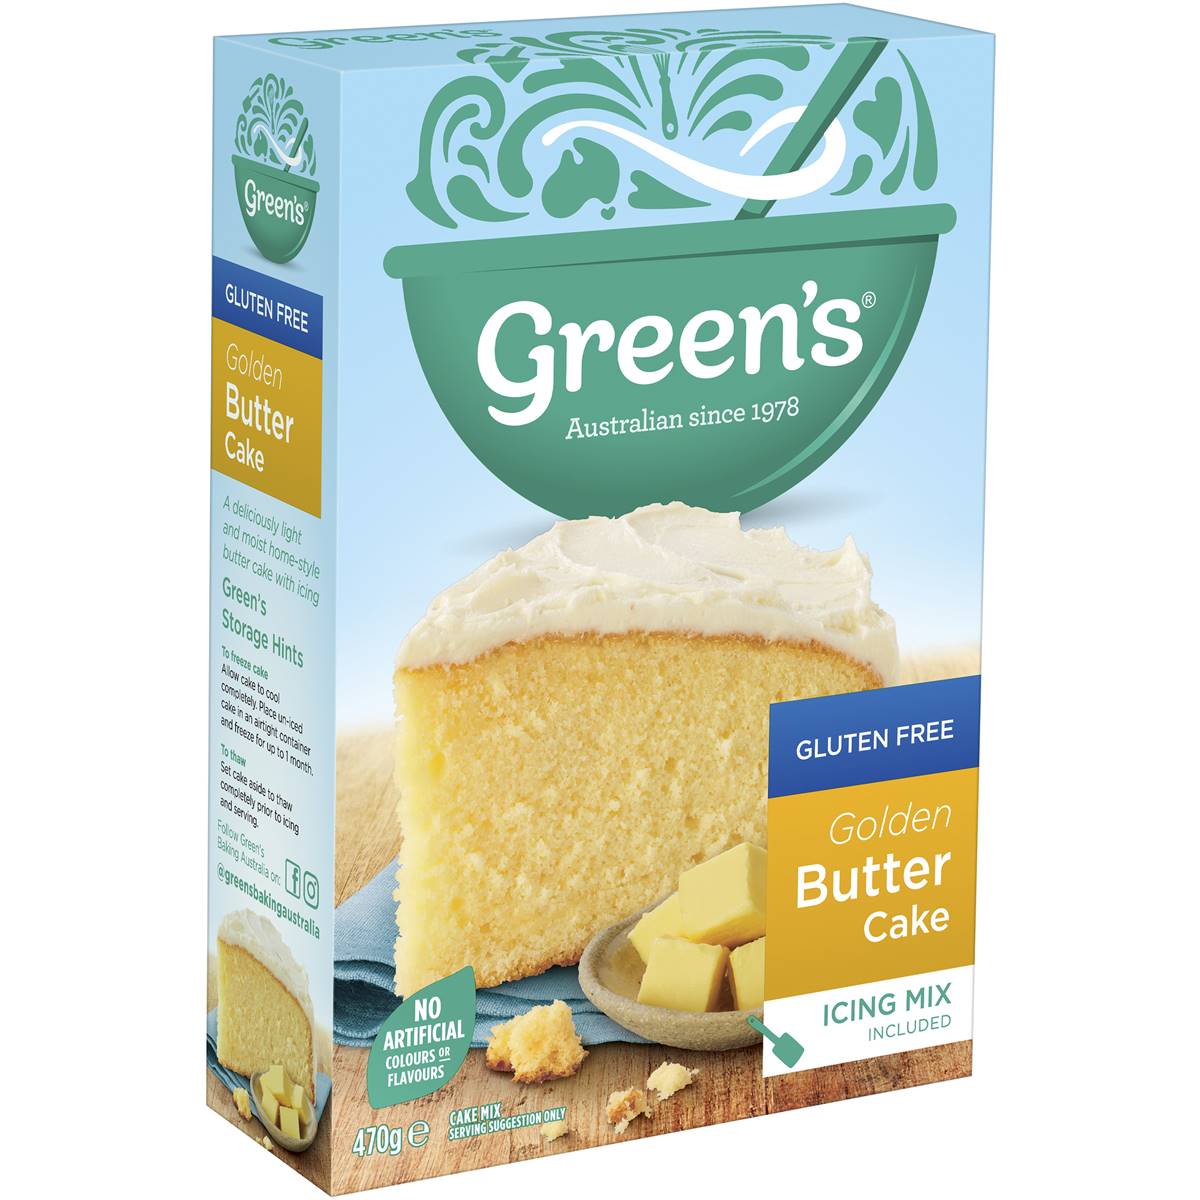 Green's
Green's®
GLUTEN FREE
Golden
Butter
Cake
A deliciously light
and moist home-style
butter cake with icing
Green's
Storage Hints
To freeze cake
Allow cake to cool
completely. Place un-iced
cake in an airtight container
and freeze for up to 1 month.
To thaw
Set cake aside to thaw
completely prior to icing
and serving.
Follow Green's
Baking Australia on:
@greensbakingaustralia
Green's®
Australian since 1978
GLUTEN FREE
Golden
Butter
Cake
ICING MIX
INCLUDED
NO
ARTIFICIAL
COLOURS OR
FLAVOURS
470g e
CAKE MIX
SERVING SUGGESTION ONLY